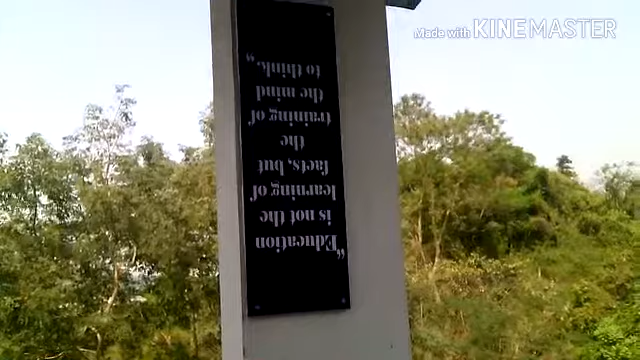 Made with KINEMASTER
"Education
is not the
learning of
facts, but
the
training of
the mind
to think."